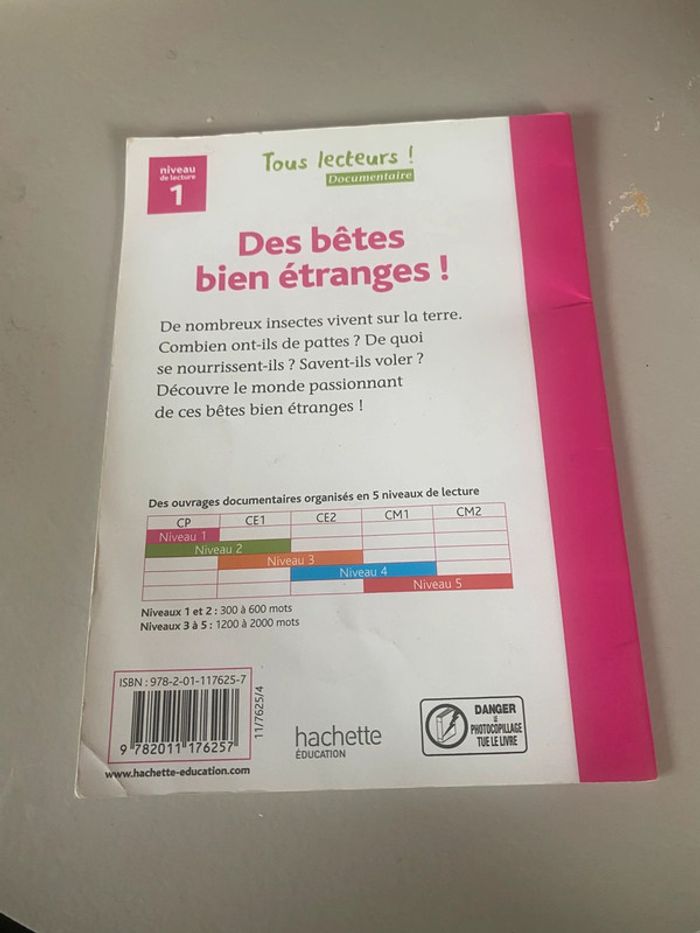 niveau
de lecture
1
Tous lecteurs !
Documentaire
Des bêtes
bien étranges !
De nombreux insectes vivent sur la terre.
Combien ont-ils de pattes ? De quoi
se nourrissent-ils ? Savent-ils voler ?
Découvre le monde passionnant
de ces bêtes bien étranges !
Des ouvrages documentaires organisés en 5 niveaux de lecture
CP CE1 CE2 CM1 CM2
Niveau 1
Niveau 2
Niveau 3
Niveau 4
Niveau 5
Niveaux 1 et 2 : 300 à 600 mots
Niveaux 3 à 5 : 1200 à 2000 mots
ISBN : 978-2-01-117625-7
9 782011 176257
11/7625/4
www.hachette-education.com
hachette
ÉDUCATION
DANGER
LE
PHOTOCOPILLAGE
TUE LE LIVRE